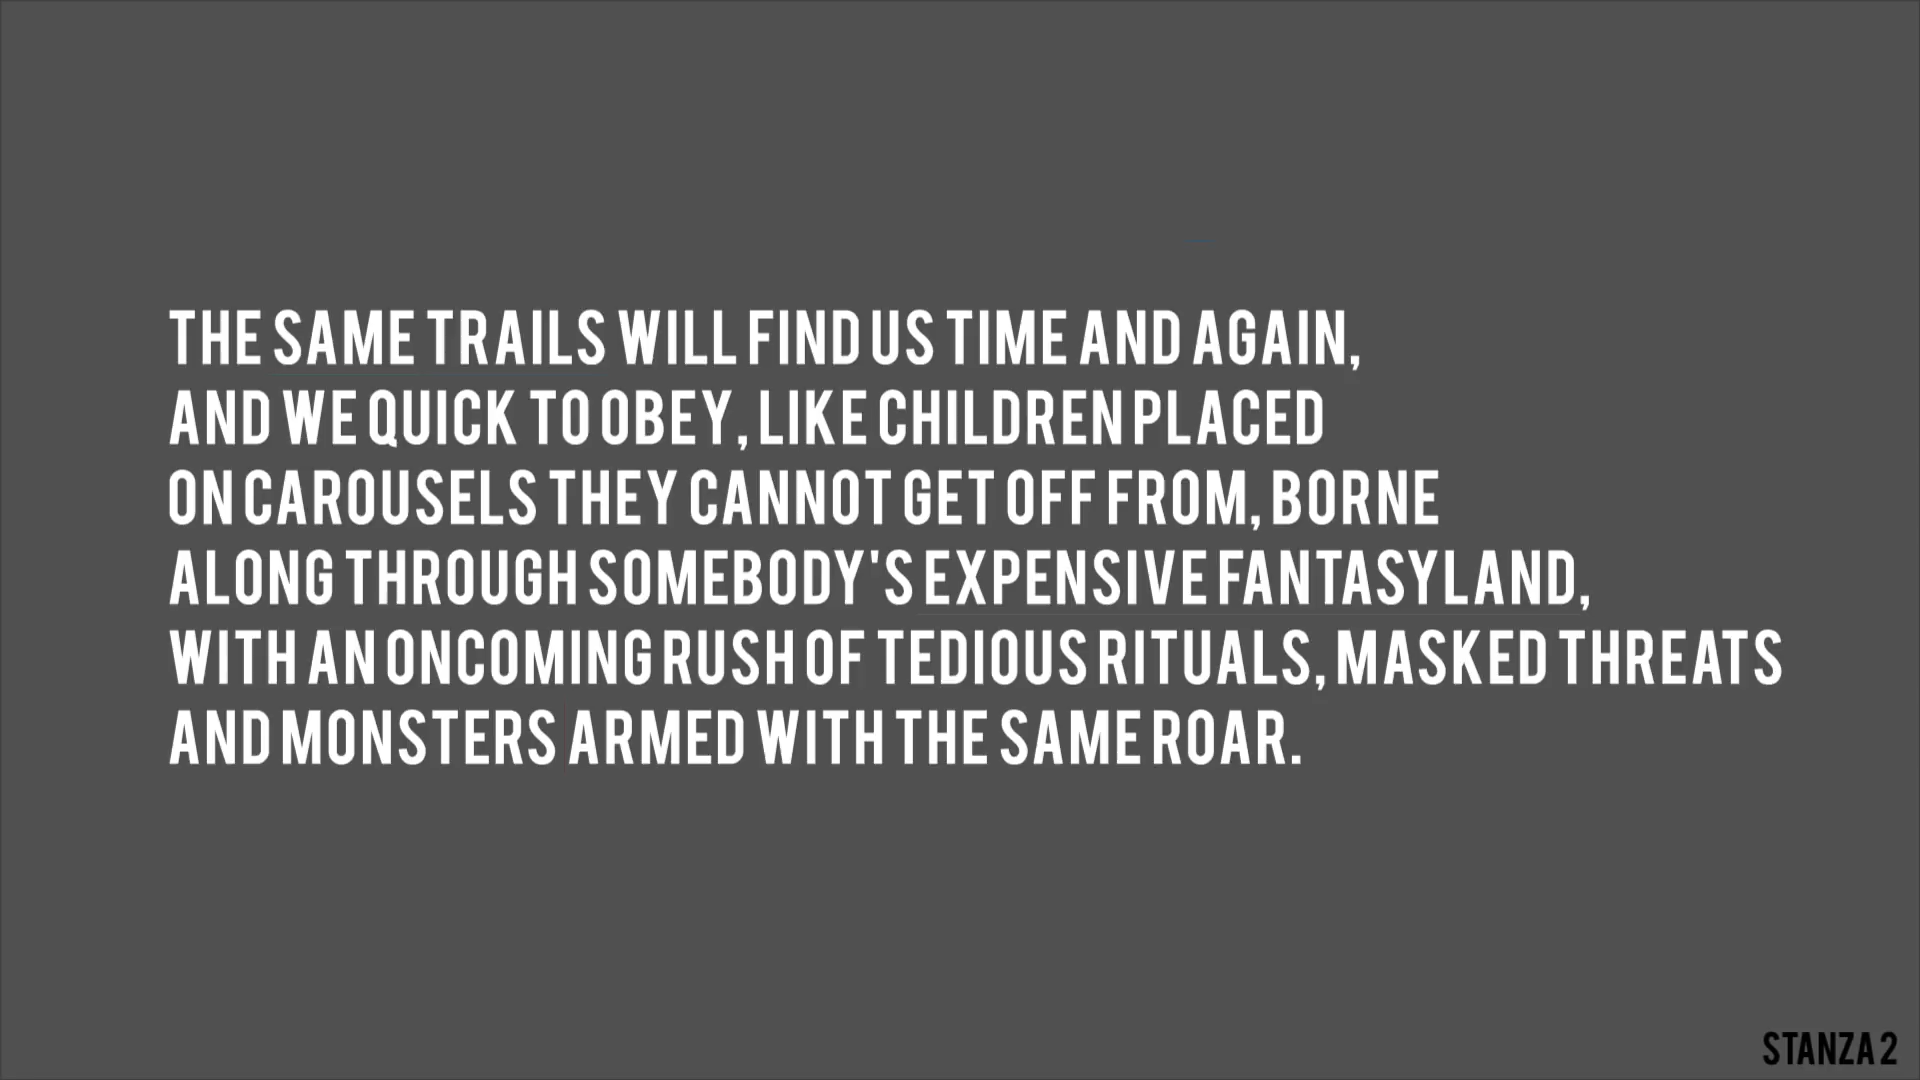 THE SAME TRAILS WILL FIND US TIME AND AGAIN,
AND WE QUICK TO OBEY, LIKE CHILDREN PLACED
ON CAROUSELS THEY CANNOT GET OFF FROM, BORNE
ALONG THROUGH SOMEBODY'S EXPENSIVE FANTASYLAND,
WITH AN ONCOMING RUSH OF TEDIOUS RITUALS, MASKED THREATS
AND MONSTERS ARMED WITH THE SAME ROAR.
STANZA 2